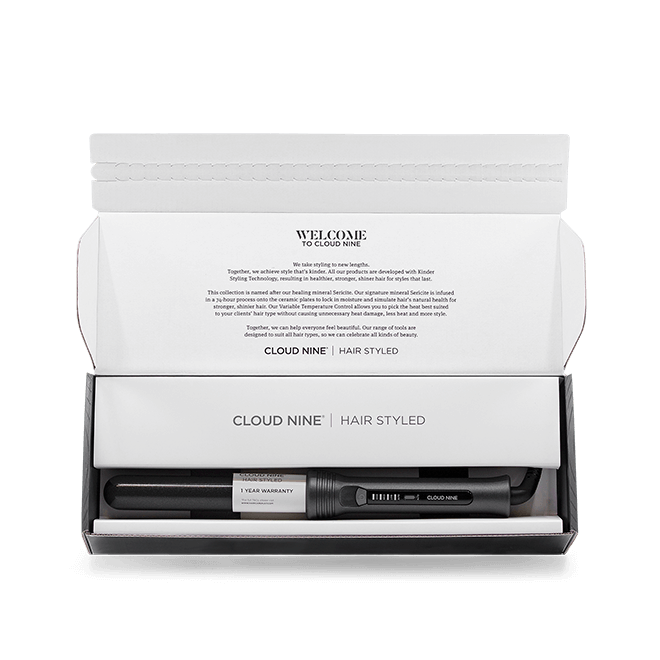 WELCOME
TO CLOUD NINE
We take styling to new lengths.
Together, we achieve style that's kinder. All our products are developed with Kinder
Styling Technology, resulting in healthier, stronger, shiner hair for styles that last.
This collection is named after our healing mineral Sericite. Our signature mineral Sericite is infused
in a 74-hour process onto the ceramic plates to lock in moisture and simulate hair's natural health for
stronger, shinier hair. Our Variable Temperature Control allows you to pick the heat best suited
to your clients' hair type without causing unnecessary heat damage, less heat and more style.
Together, we can help everyone feel beautiful. Our range of tools are
designed to suit all hair types, so we can celebrate all kinds of beauty.
CLOUD NINE® | HAIR STYLED
CLOUD NINE® | HAIR STYLED
CLOUD NINE
HAIR STYLED
1 YEAR WARRANTY
CLOUD NINE